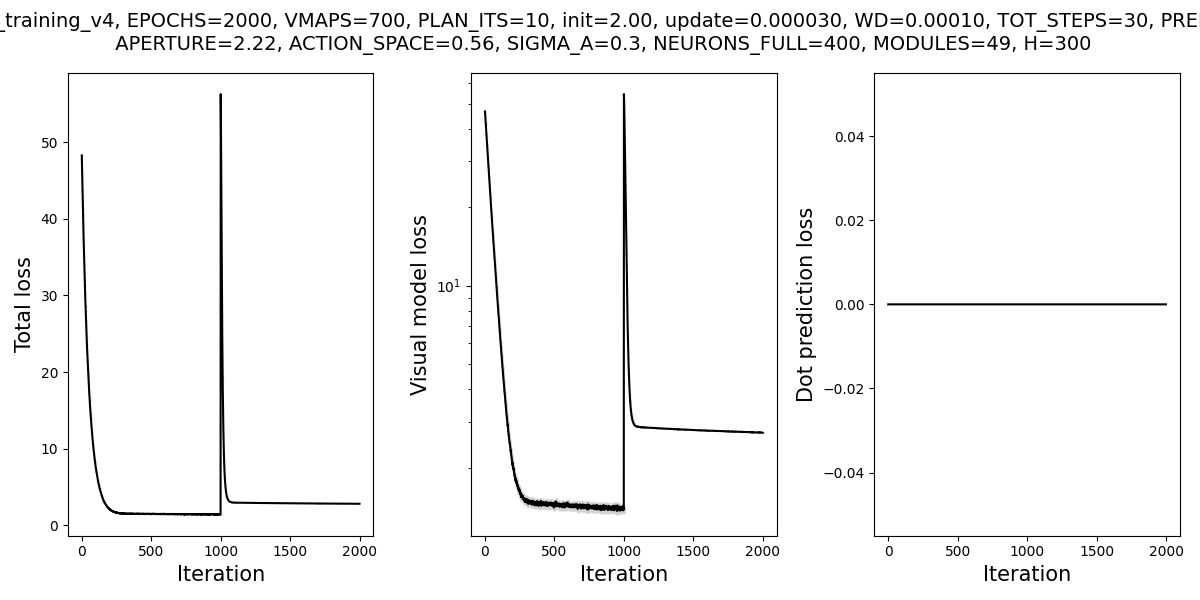 _training_v4, EPOCHS=2000, VMAPS=700, PLAN_ITS=10, init=2.00, update=0.000030, WD=0.00010, TOT_STEPS=30, PRE
APERTURE=2.22, ACTION_SPACE=0.56, SIGMA_A=0.3, NEURONS_FULL=400, MODULES=49, H=300
Total loss
50
40
30
20
10
0
0 500 1000 1500 2000
Iteration
Visual model loss
10¹
0 500 1000 1500 2000
Iteration
Dot prediction loss
0.04
0.02
0.00
−0.02
−0.04
0 500 1000 1500 2000
Iteration